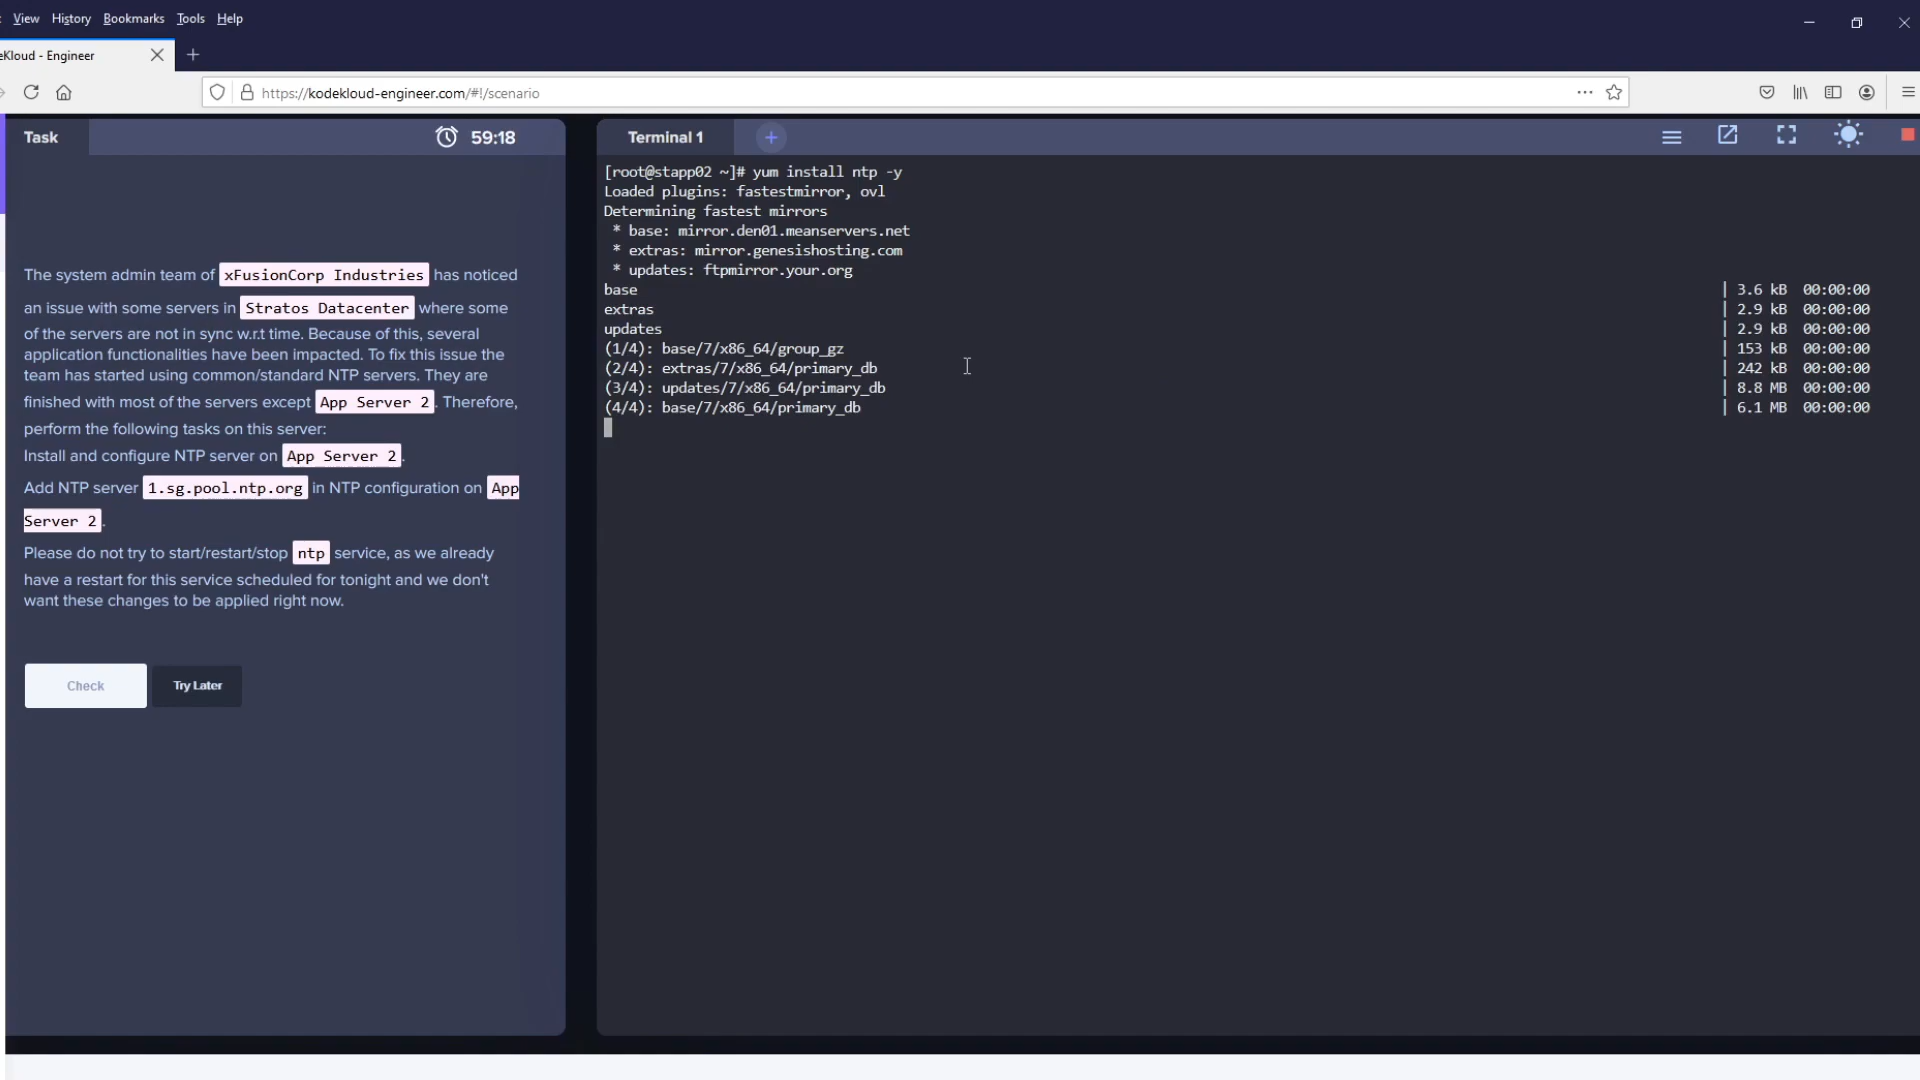 View History Bookmarks Tools Help
eKloud - Engineer
https://kodekloud-engineer.com/#!/scenario
Task
59:18
Terminal 1
The system admin team of xFusionCorp Industries has noticed
an issue with some servers in Stratos Datacenter where some
of the servers are not in sync w.r.t time. Because of this, several
application functionalities have been impacted. To fix this issue the
team has started using common/standard NTP servers. They are
finished with most of the servers except App Server 2. Therefore,
perform the following tasks on this server:
Install and configure NTP server on App Server 2.
Add NTP server 1.sg.pool.ntp.org in NTP configuration on App
Server 2.
Please do not try to start/restart/stop ntp service, as we already
have a restart for this service scheduled for tonight and we don't
want these changes to be applied right now.
Check
Try Later
[root@stapp02 ~]# yum install ntp -y
Loaded plugins: fastestmirror, ovl
Determining fastest mirrors
* base: mirror.den01.meanservers.net
* extras: mirror.genesishosting.com
* updates: ftpmirror.your.org
base | 3.6 kB 00:00:00
extras | 2.9 kB 00:00:00
updates | 2.9 kB 00:00:00
(1/4): base/7/x86_64/group_gz | 153 kB 00:00:00
(2/4): extras/7/x86_64/primary_db | 242 kB 00:00:00
(3/4): updates/7/x86_64/primary_db | 8.8 MB 00:00:00
(4/4): base/7/x86_64/primary_db | 6.1 MB 00:00:00